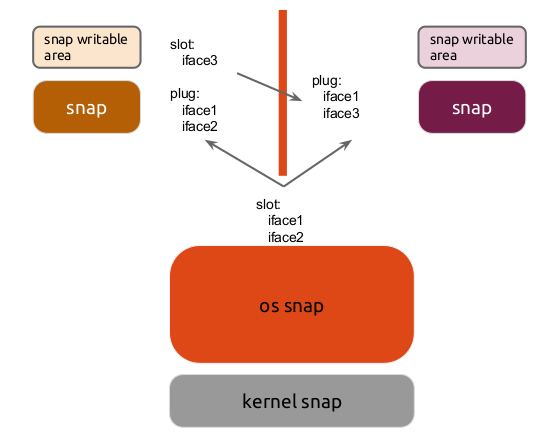 snap writable
area
snap
slot:
iface3
plug:
iface1
iface2
plug:
iface1
iface3
snap writable
area
snap
slot:
iface1
iface2
os snap
kernel snap